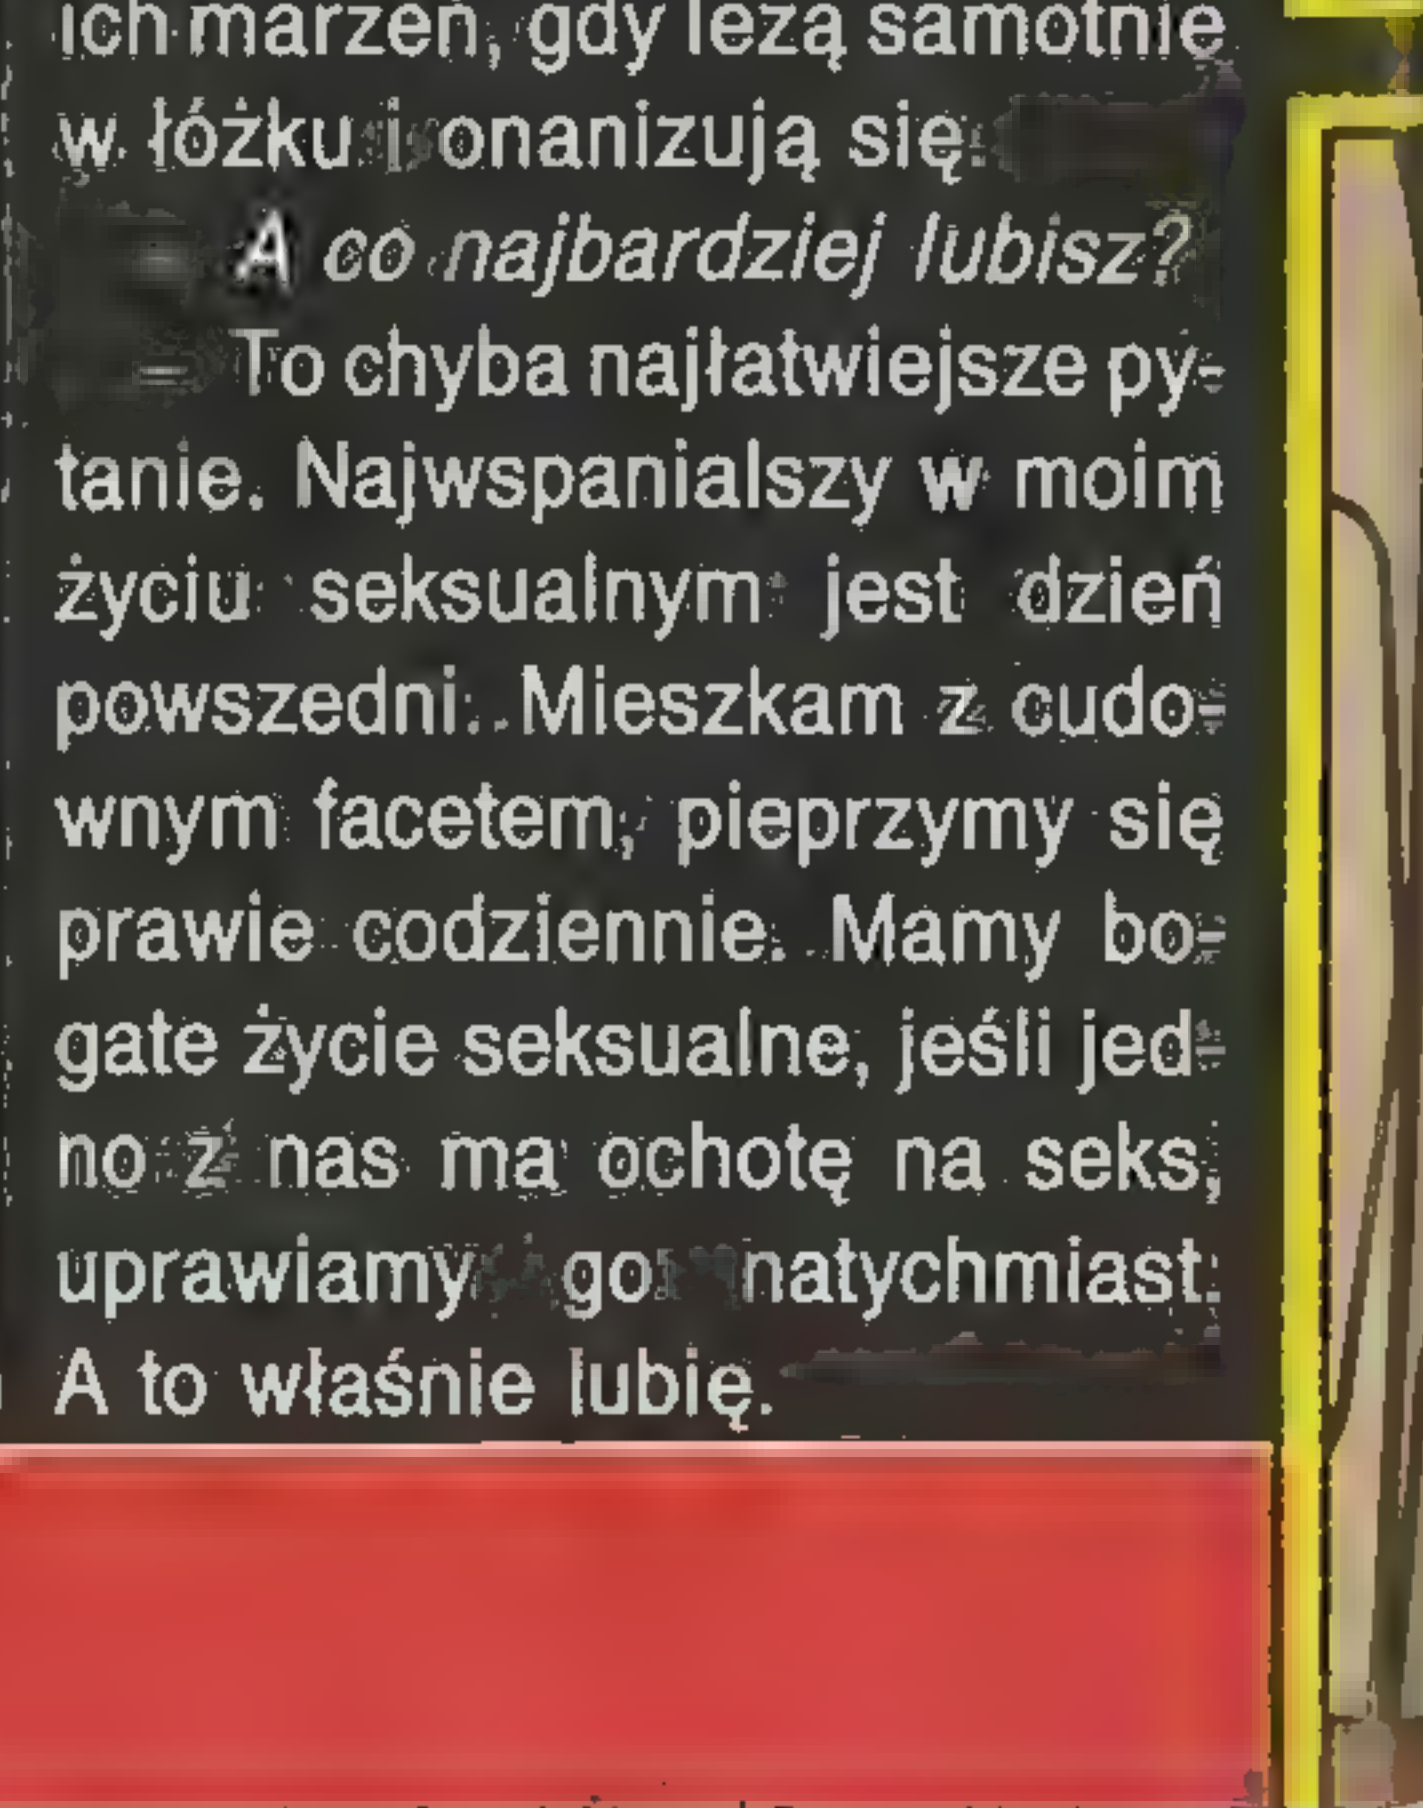 ich marzeń, gdy leżą samotnie
w łóżku i onanizują się.
– A co najbardziej lubisz?
– To chyba najłatwiejsze py-
tanie. Najwspanialszy w moim
życiu seksualnym jest dzień
powszedni. Mieszkam z cudo-
wnym facetem, pieprzymy się
prawie codziennie. Mamy bo-
gate życie seksualne, jeśli jed-
no z nas ma ochotę na seks,
uprawiamy go natychmiast.
A to właśnie lubię.